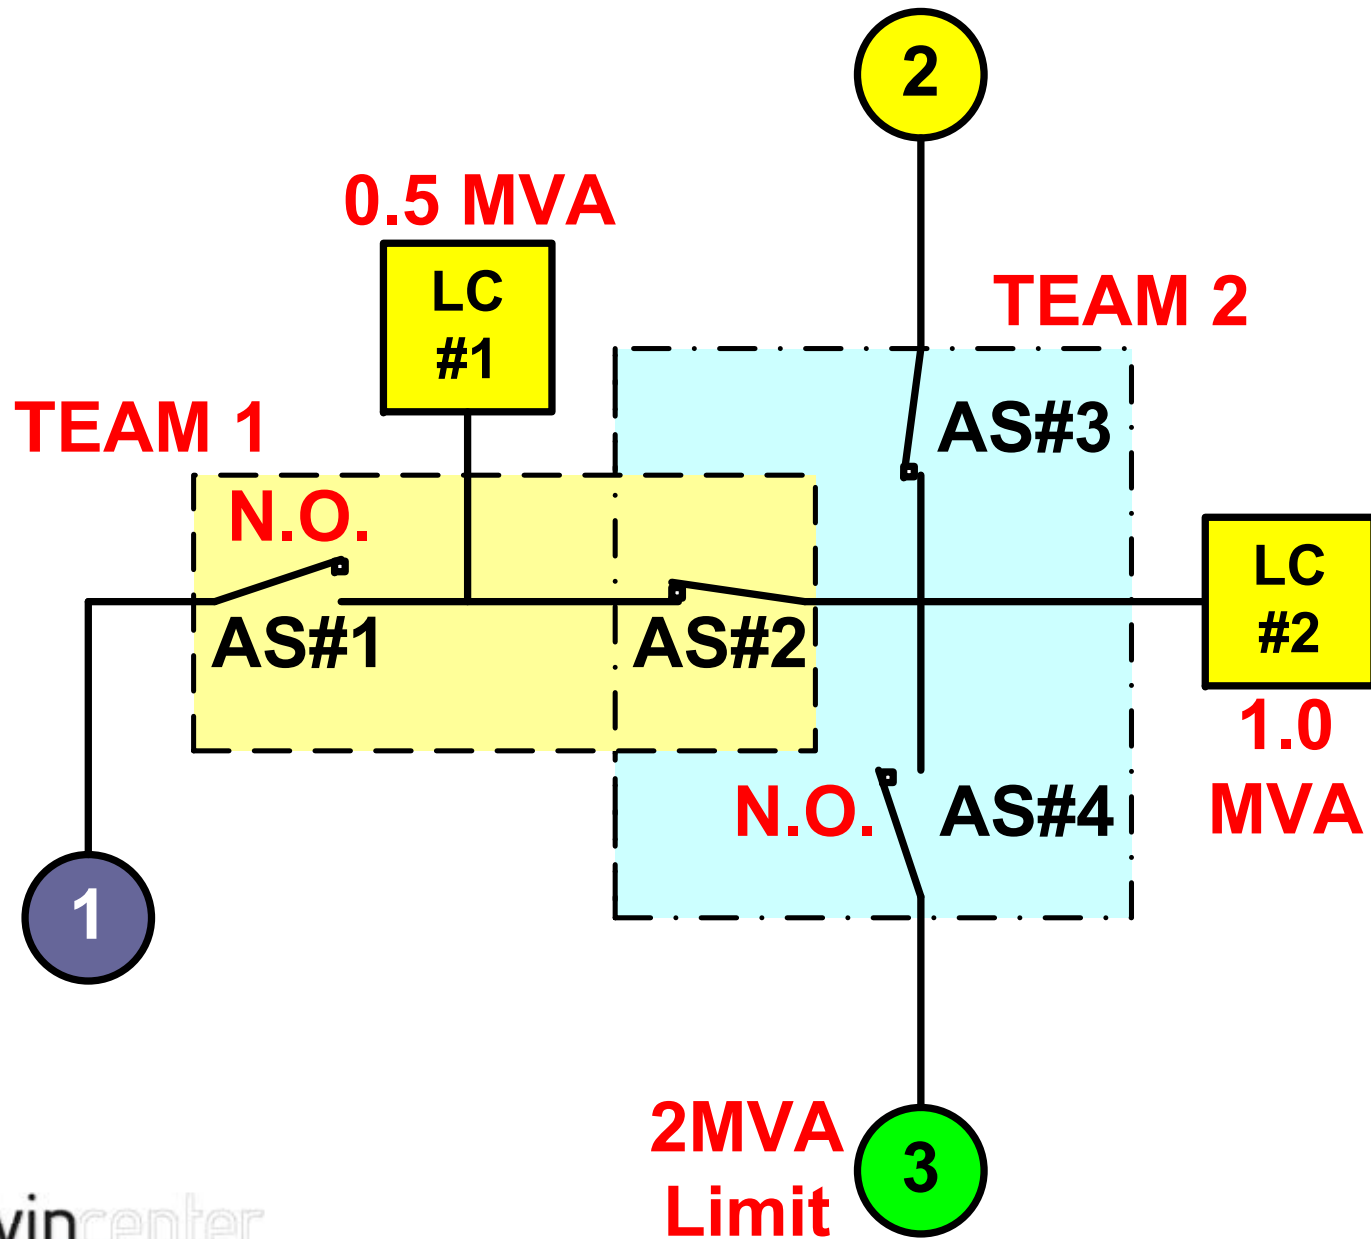 2
0.5 MVA
LC
#1
TEAM 2
TEAM 1
AS#3
N.O.
LC
#2
AS#1
AS#2
1.0
MVA
N.O.
AS#4
1
2MVA
Limit
3
vincenter